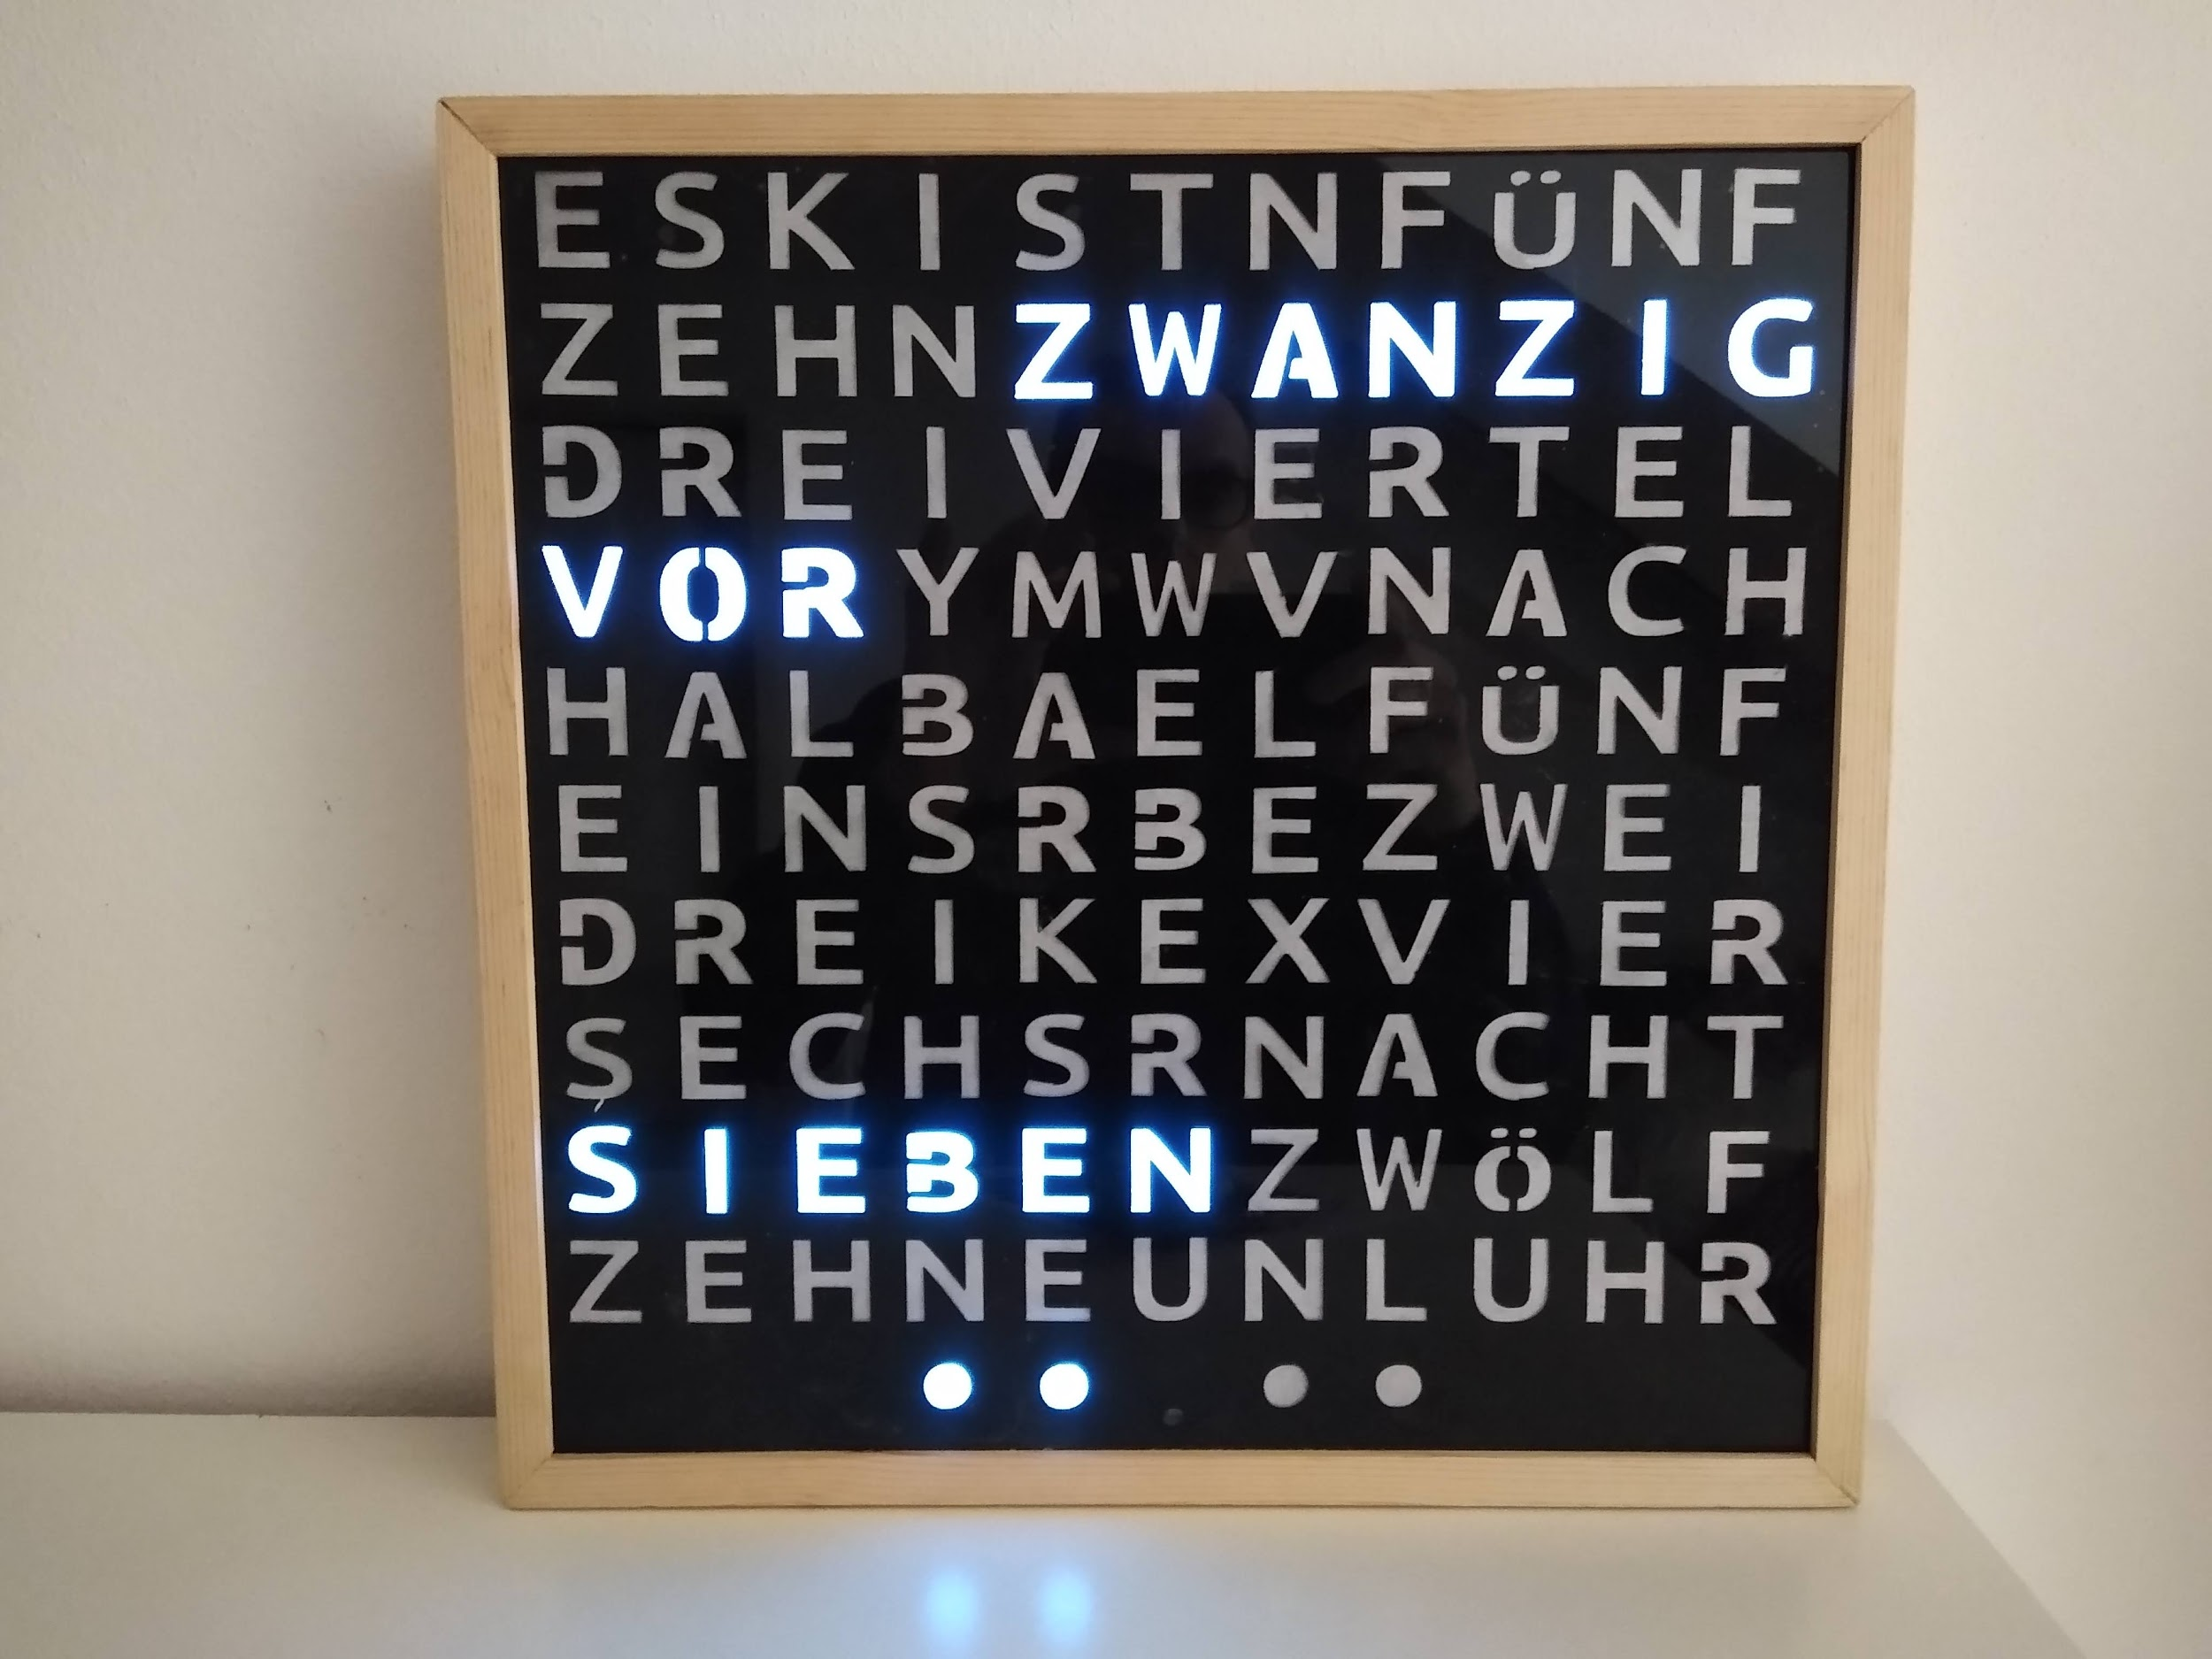 ESKISTNFÜNF
ZEHNZWANZIG
DREIVIERTEL
VORYMWVNACH
HALBAELFÜNF
EINSRBEZWEI
DREIKEXVIER
SECHSRNACHT
SIEBENZWÖLF
ZEHNEUNLUHR